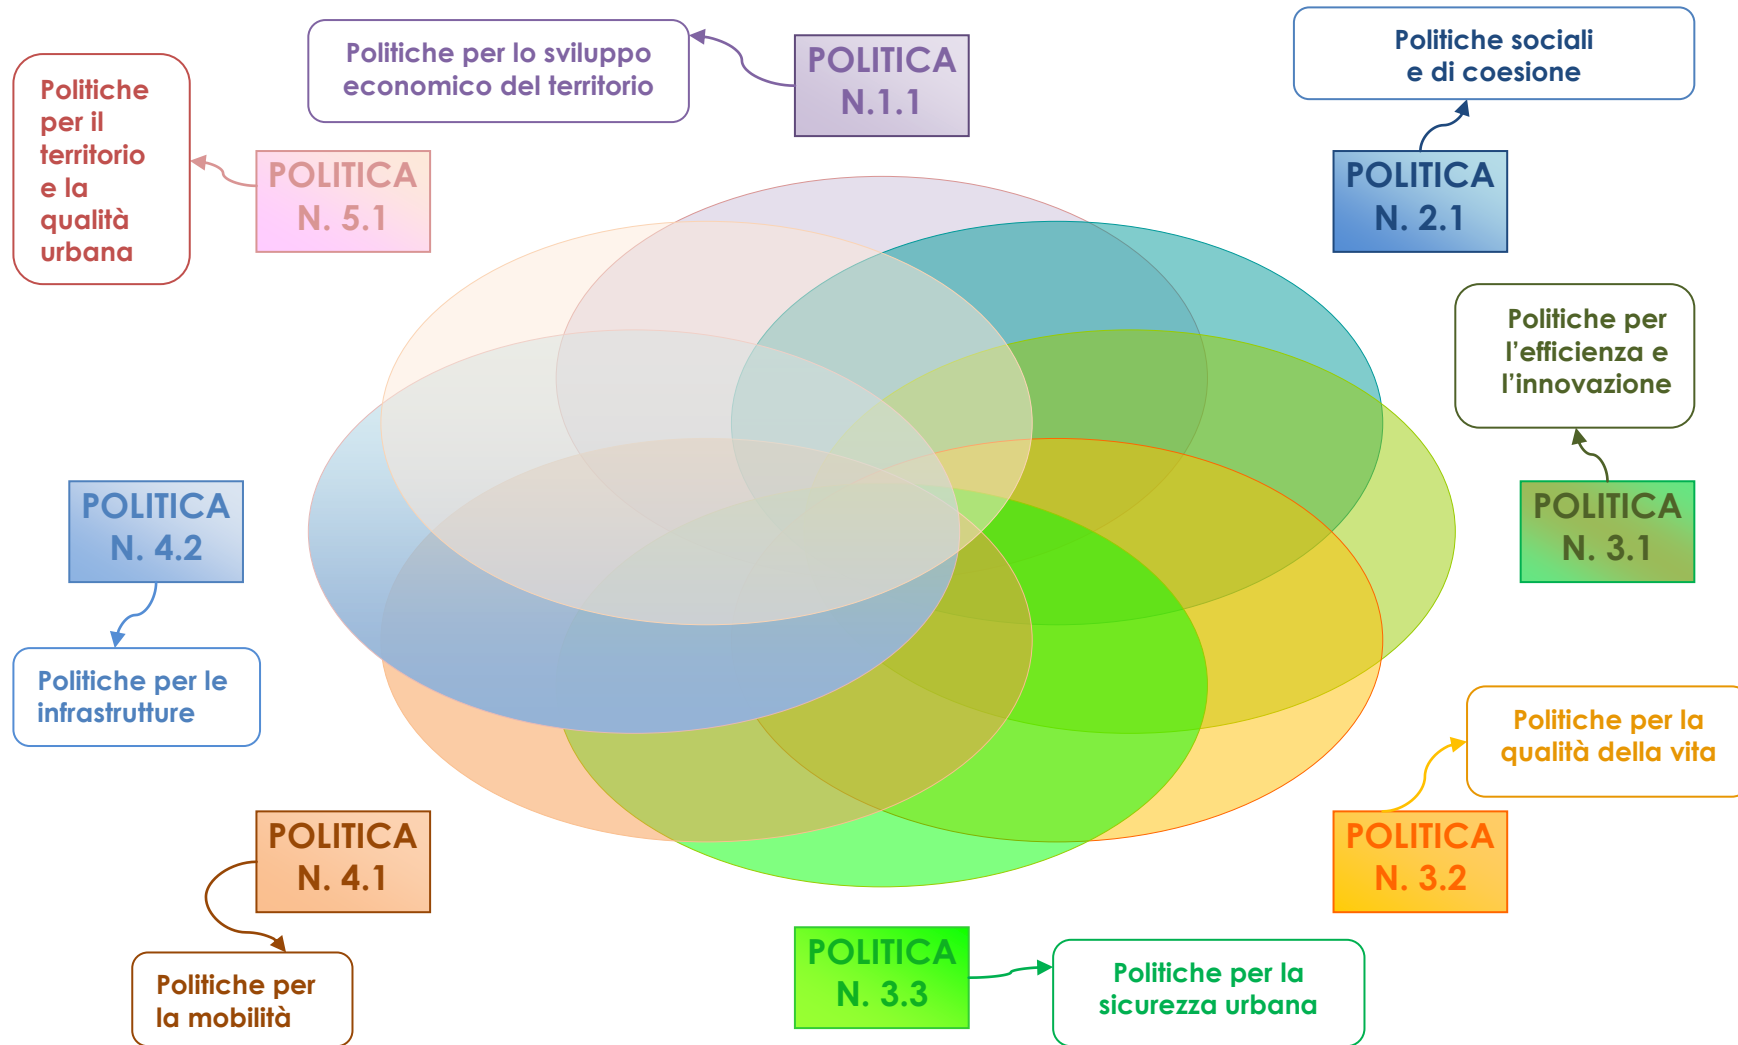 Politiche per lo sviluppo
economico del territorio
POLITICA
N.1.1
Politiche sociali
e di coesione
POLITICA
N. 2.1
Politiche
per il
territorio
e la
qualità
urbana
POLITICA
N. 5.1
Politiche per
l’efficienza e
l’innovazione
POLITICA
N. 3.1
POLITICA
N. 4.2
Politiche per le
infrastrutture
Politiche per la
qualità della vita
POLITICA
N. 3.2
POLITICA
N. 4.1
Politiche per
la mobilità
POLITICA
N. 3.3
Politiche per la
sicurezza urbana